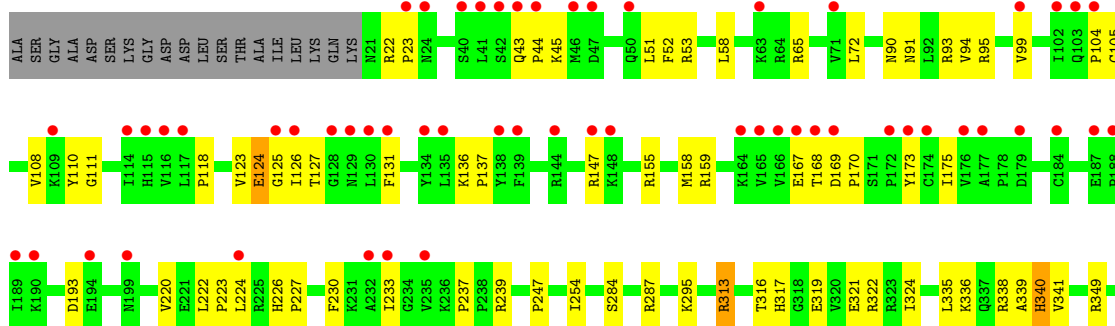 ALA SER GLY ALA ASP SER LYS GLY ASP ASP LEU SER THR ALA ILE LEU LYS GLN LYS N21 R22 P23 N24 S40 L41 S42 Q43 P44 K45 M46 D47 Q50 L51 F52 R53 L58 K63 R64 R65 V71 L72 N90 N91 L92 R93 V94 R95 V99 I102 Q103 P104
V108 K109 Y110 G111 I114 H115 V116 L117 P118 V123 E124 G125 I126 T127 G128 N129 L130 F131 Y134 L135 K136 P137 Y138 F139 R144 R147 K148 R155 M158 R159 K164 V165 V166 E167 T168 D169 P170 S171 P172 Y173 C174 I175 V176 A177 P178 D179 C184 E187
I189 K190 D193 E194 N199 V220 E221 L222 P223 L224 R225 H226 P227 F230 K231 A232 I233 G234 V235 K236 P237 P238 R239 P247 I254 S284 R287 K295 R313 T316 H317 G318 E319 V320 E321 R322 R323 I324 L335 K336 Q337 R338 A339 H340 V341 R349